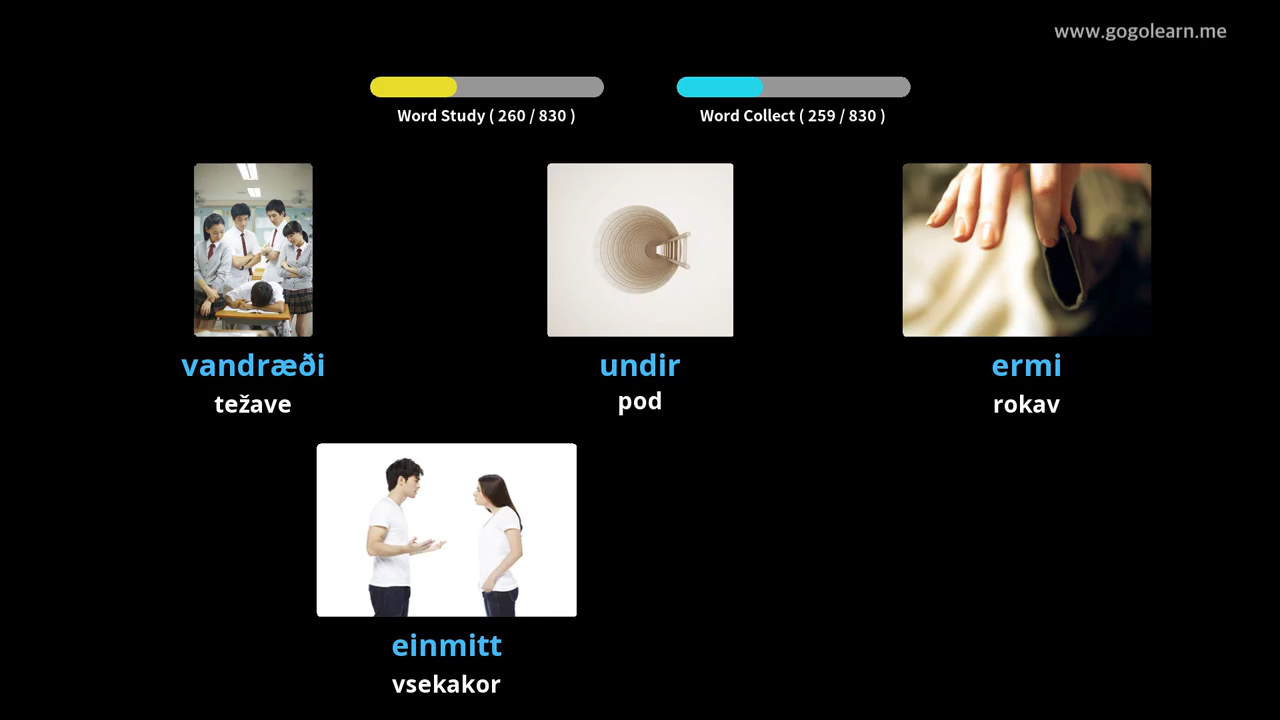 www.gogolearn.me
Word Study ( 260 / 830 )
Word Collect ( 259 / 830 )
vandræði
težave
undir
pod
ermi
rokav
einmitt
vsekakor